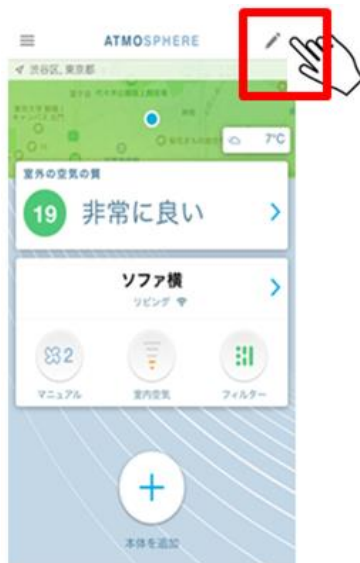 ATMOSPHERE
渋谷区, 東京都
7°C
室外の空気の質
19 非常に良い
ソファ横
リビング
2
マニュアル 室内空気 フィルター
本体を追加